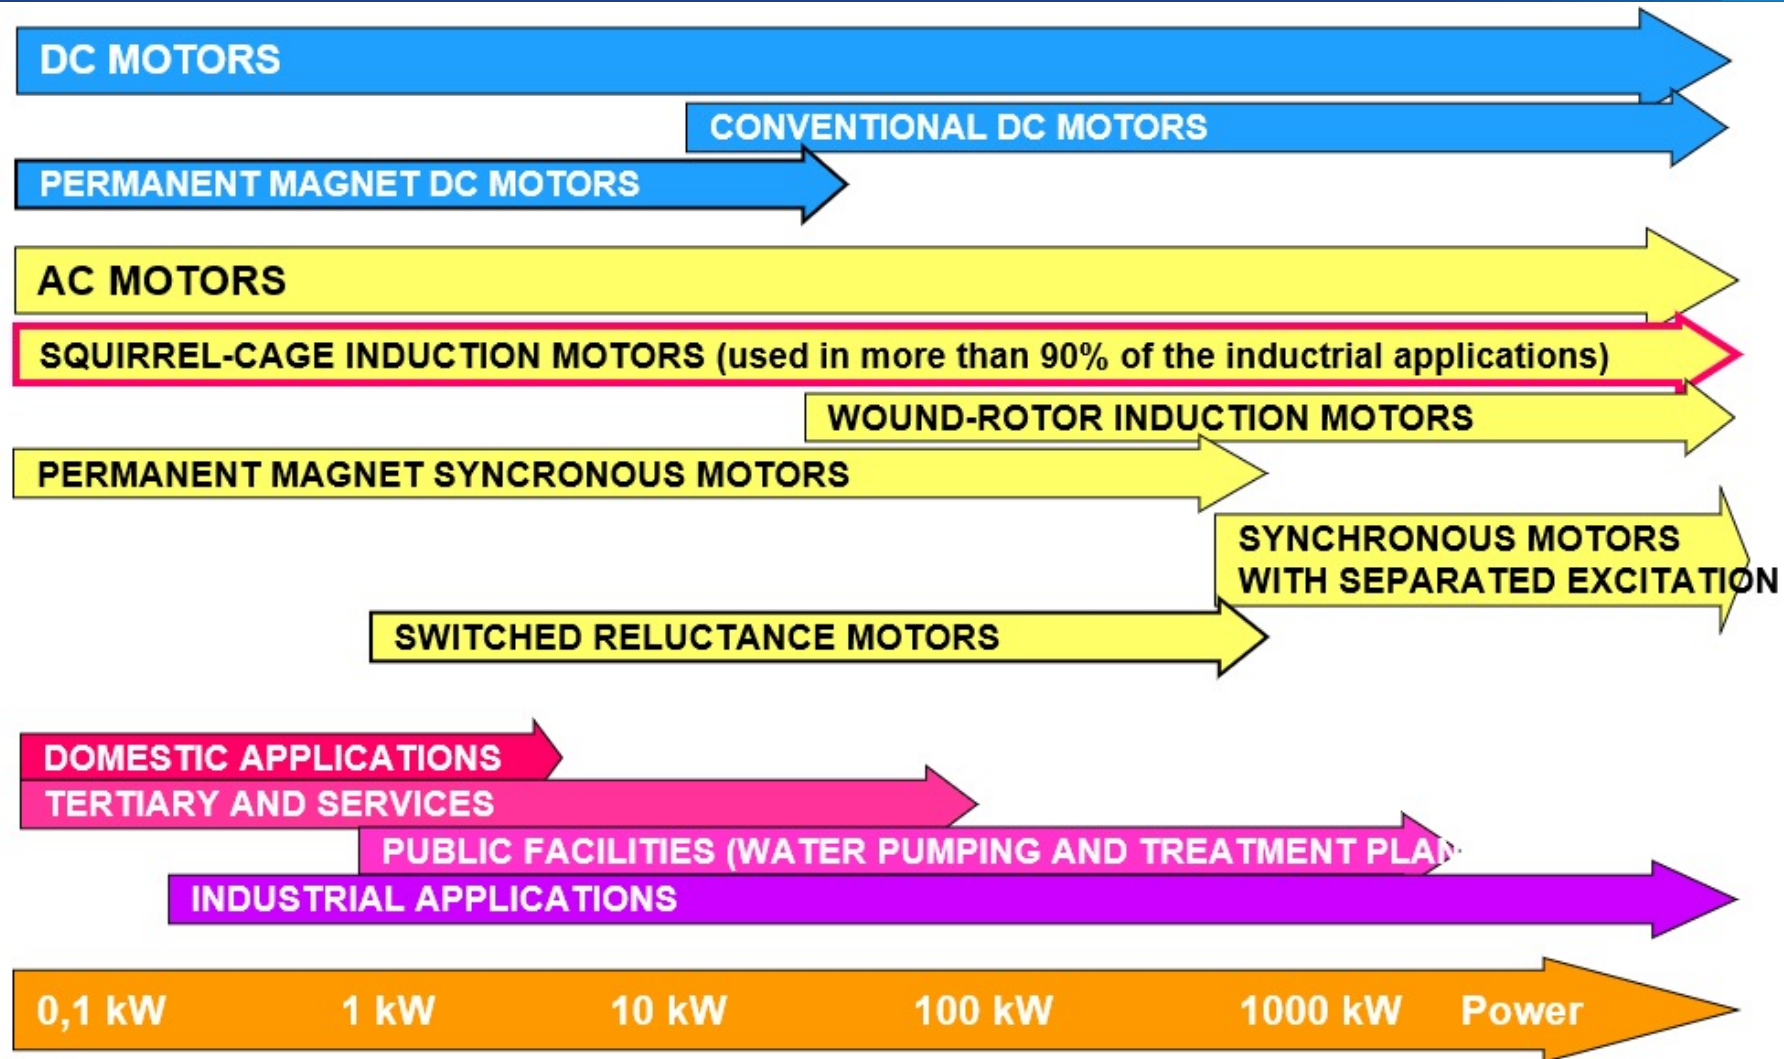 DC MOTORS
CONVENTIONAL DC MOTORS
PERMANENT MAGNET DC MOTORS
AC MOTORS
SQUIRREL-CAGE INDUCTION MOTORS (used in more than 90% of the inductrial applications)
WOUND-ROTOR INDUCTION MOTORS
PERMANENT MAGNET SYNCRONOUS MOTORS
SYNCHRONOUS MOTORS
WITH SEPARATED EXCITATION
SWITCHED RELUCTANCE MOTORS
DOMESTIC APPLICATIONS
TERTIARY AND SERVICES
PUBLIC FACILITIES (WATER PUMPING AND TREATMENT PLAN
INDUSTRIAL APPLICATIONS
0,1 kW 1 kW 10 kW 100 kW 1000 kW Power